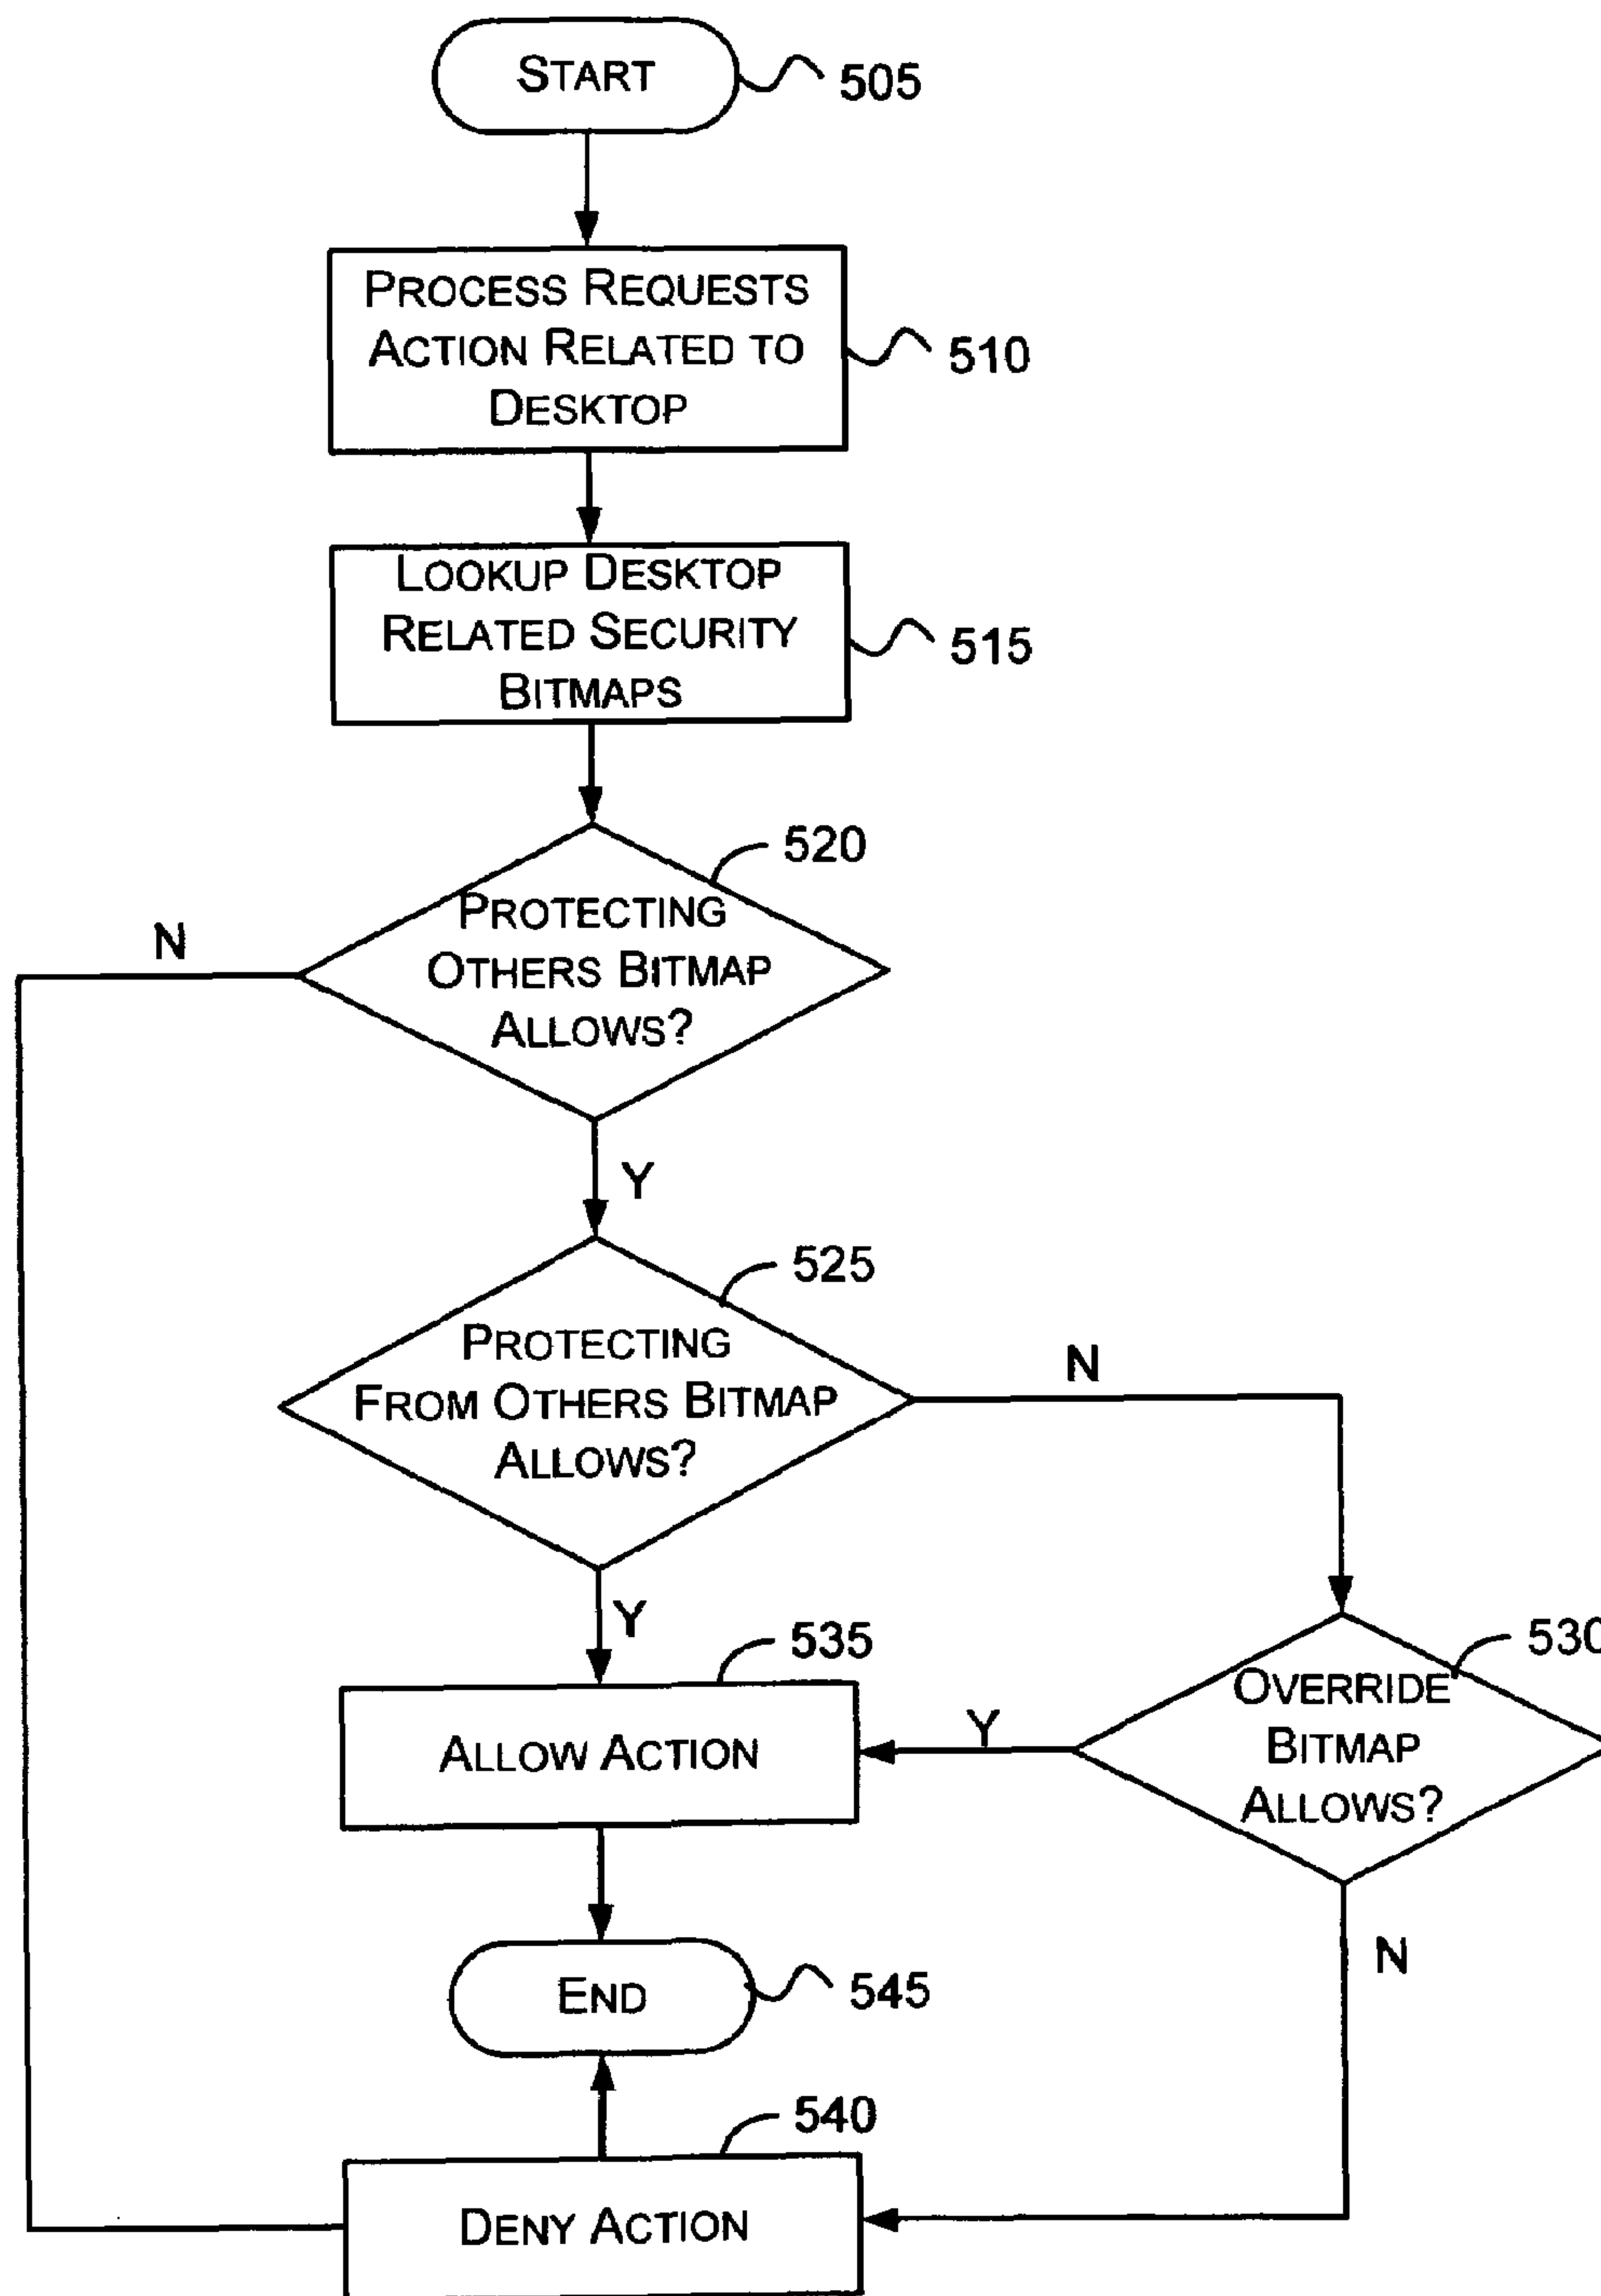 START
505
PROCESS REQUESTS
ACTION RELATED TO
DESKTOP
510
LOOKUP DESKTOP
RELATED SECURITY
BITMAPS
515
520
PROTECTING
OTHERS BITMAP
ALLOWS?
N
Y
525
PROTECTING
FROM OTHERS BITMAP
ALLOWS?
N
Y
530
OVERRIDE
BITMAP
ALLOWS?
Y
N
535
ALLOW ACTION
END
545
540
DENY ACTION